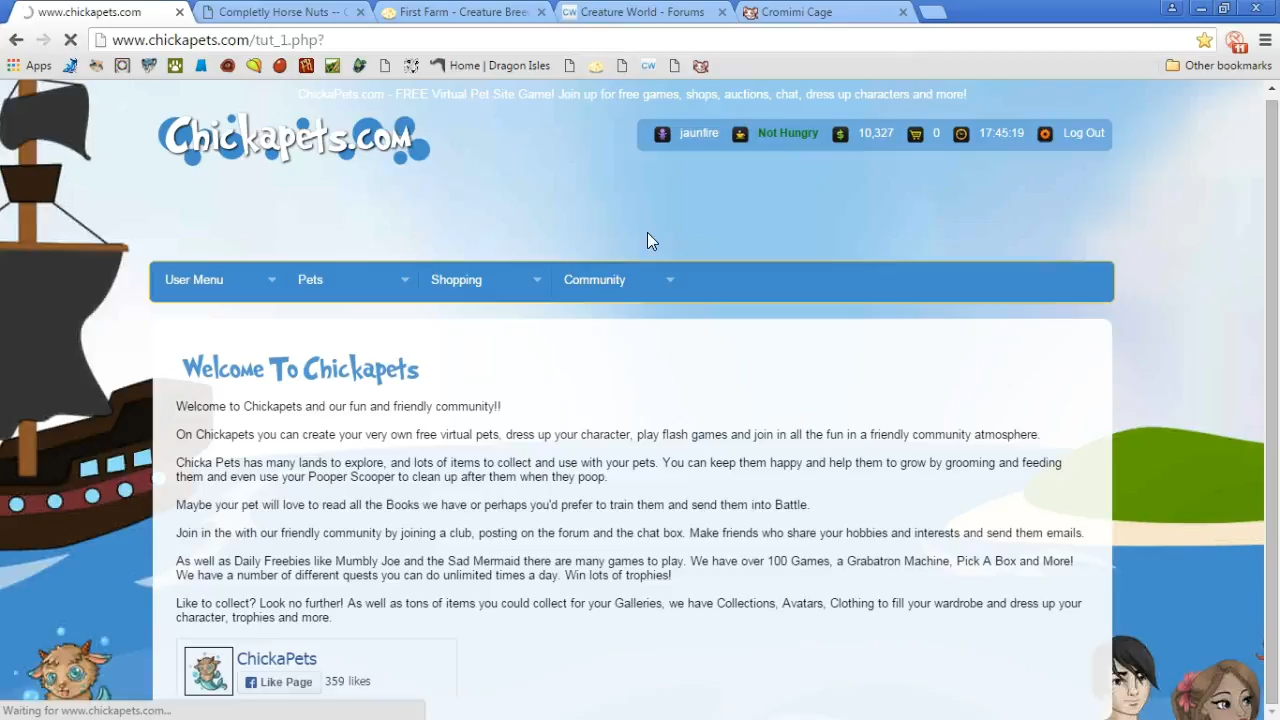 www.chickapets.com
Completly Horse Nuts -- C
First Farm - Creature Bree
Creature World - Forums
Cromimi Cage
www.chickapets.com/tut_1.php?
11
Apps
Home | Dragon Isles
CW
Other bookmarks
ChickaPets.com - FREE Virtual Pet Site Game! Join up for free games, shops, auctions, chat, dress up characters and more!
Chickapets.com
jaunfire
Not Hungry
10,327
0
17:45:19
Log Out
User Menu
Pets
Shopping
Community
Welcome To Chickapets
Welcome to Chickapets and our fun and friendly community!!
On Chickapets you can create your very own free virtual pets, dress up your character, play flash games and join in all the fun in a friendly community atmosphere.
Chicka Pets has many lands to explore, and lots of items to collect and use with your pets. You can keep them happy and help them to grow by grooming and feeding
them and even use your Pooper Scooper to clean up after them when they poop.
Maybe your pet will love to read all the Books we have or perhaps you'd prefer to train them and send them into Battle.
Join in the with our friendly community by joining a club, posting on the forum and the chat box. Make friends who share your hobbies and interests and send them emails.
As well as Daily Freebies like Mumbly Joe and the Sad Mermaid there are many games to play. We have over 100 Games, a Grabatron Machine, Pick A Box and More!
We have a number of different quests you can do unlimited times a day. Win lots of trophies!
Like to collect? Look no further! As well as tons of items you could collect for your Galleries, we have Collections, Avatars, Clothing to fill your wardrobe and dress up your
character, trophies and more.
ChickaPets
Like Page
359 likes
Waiting for www.chickapets.com...